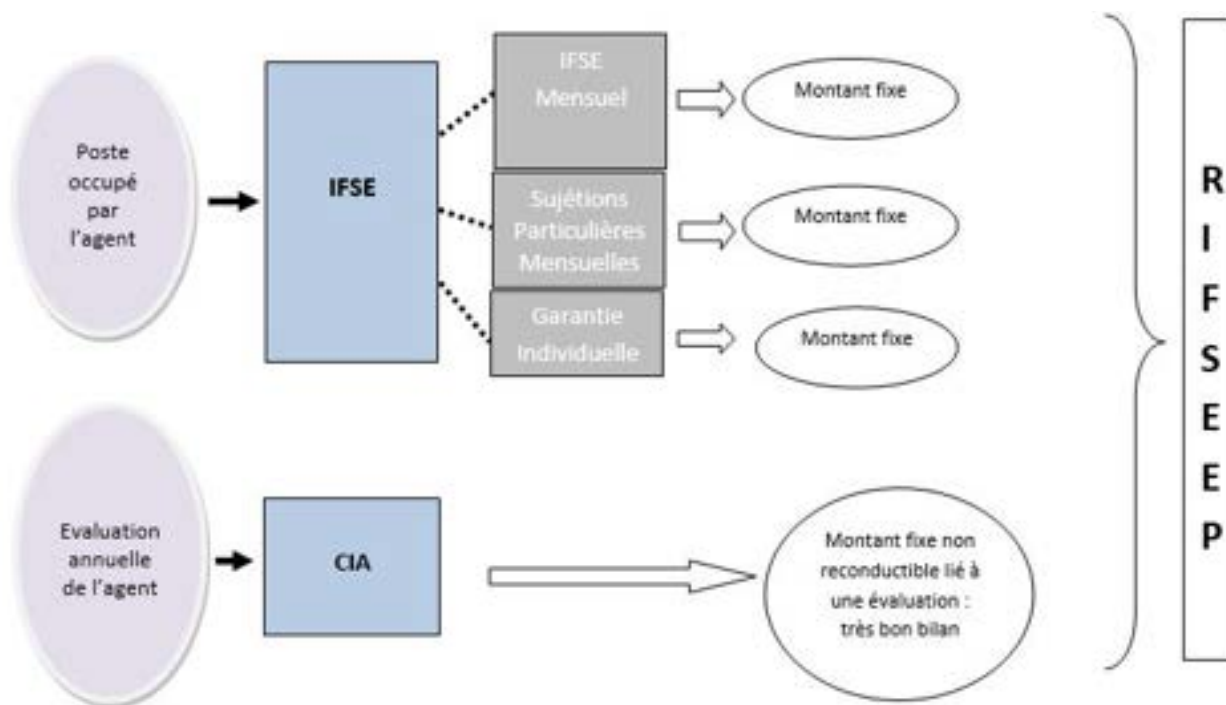 Poste
occupé
par
l'agent
IFSE
IFSE
Mensuel
Montant fixe
Sujétions
Particulières
Mensuelles
Montant fixe
Garantie
Individuelle
Montant fixe
Evaluation
annuelle
de l'agent
CIA
Montant fixe non
reconductible lié à
une évaluation :
très bon bilan
R
I
F
S
E
E
P